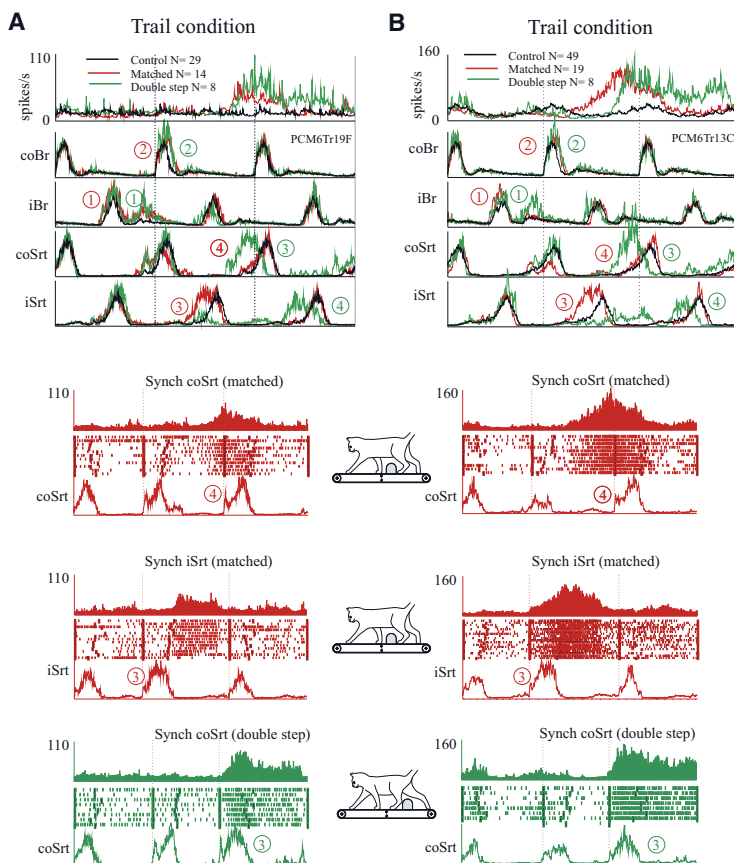 A
Trail condition
110
Control N= 29
Matched N= 14
Double step N= 8
spikes/s
0
PCM6Tr19F
coBr
2
2
iBr
1
1
coSrt
4
3
iSrt
3
4
B
Trail condition
160
Control N= 49
Matched N= 19
Double step N= 8
spikes/s
0
PCM6Tr13C
coBr
2
2
iBr
1
1
coSrt
4
3
iSrt
3
4
Synch coSrt (matched)
110
coSrt
4
Synch coSrt (matched)
160
coSrt
4
Synch iSrt (matched)
110
iSrt
3
Synch iSrt (matched)
160
iSrt
3
Synch coSrt (double step)
110
coSrt
3
Synch coSrt (double step)
160
coSrt
3